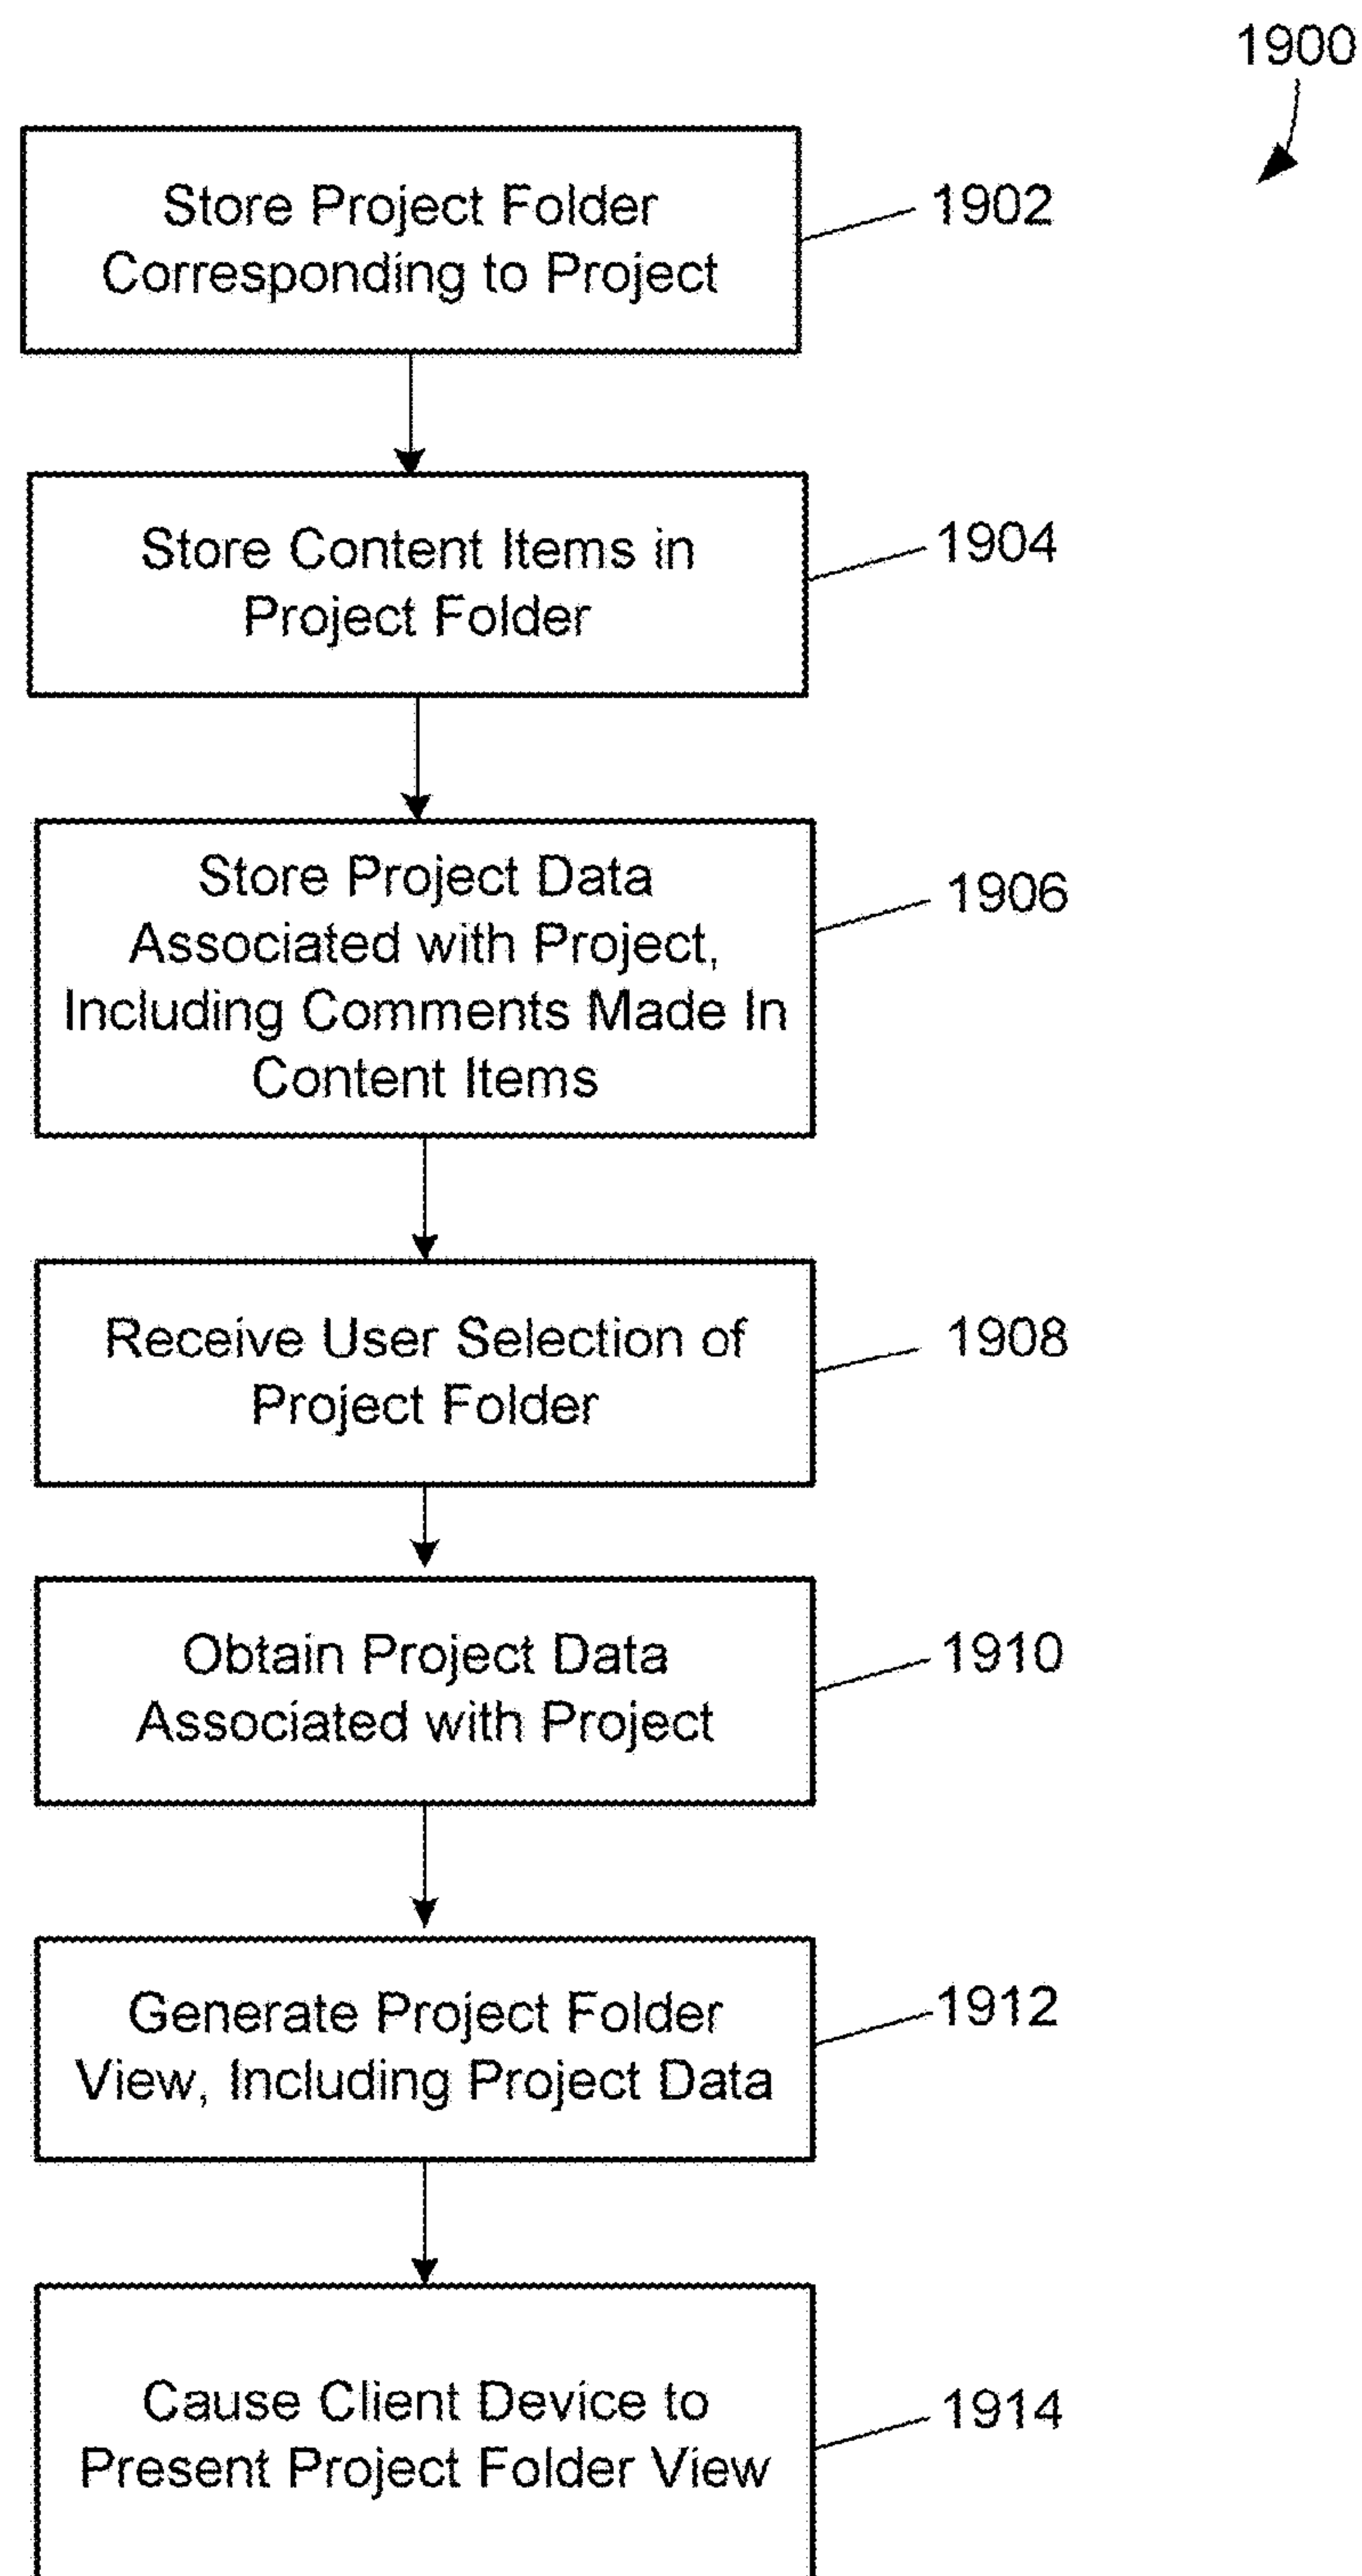 1900
Store Project Folder
Corresponding to Project
1902
Store Content Items in
Project Folder
1904
Store Project Data
Associated with Project,
Including Comments Made In
Content Items
1906
Receive User Selection of
Project Folder
1908
Obtain Project Data
Associated with Project
1910
Generate Project Folder
View, Including Project Data
1912
Cause Client Device to
Present Project Folder View
1914